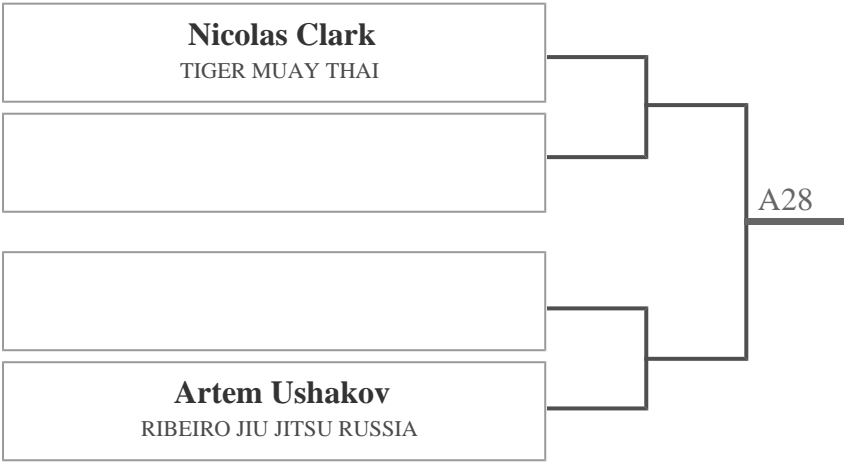 Nicolas Clark
TIGER MUAY THAI
A28
Artem Ushakov
RIBEIRO JIU JITSU RUSSIA